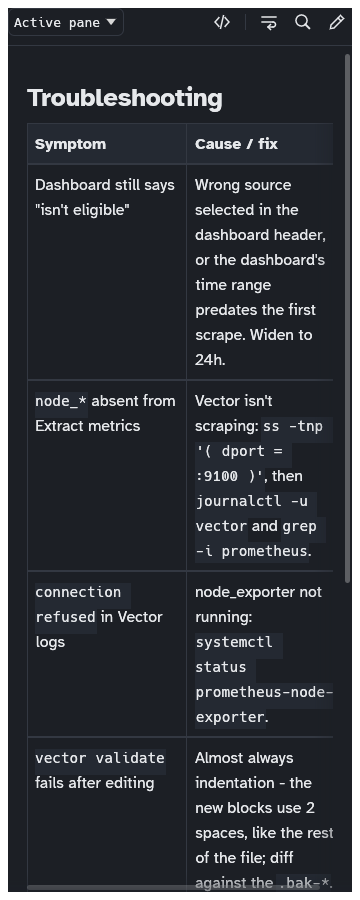 Active pane
Troubleshooting
Symptom
Cause / fix
Dashboard still says
"isn't eligible"
Wrong source
selected in the
dashboard header,
or the dashboard's
time range
predates the first
scrape. Widen to
24h.
node_* absent from
Extract metrics
Vector isn't
scraping: ss -tnp
'( dport =
:9100 )', then
journalctl -u
vector and grep
-i prometheus.
connection
refused in Vector
logs
node_exporter not
running:
systemctl
status
prometheus-node-
exporter.
vector validate
fails after editing
Almost always
indentation - the
new blocks use 2
spaces, like the rest
of the file; diff
against the .bak-*.